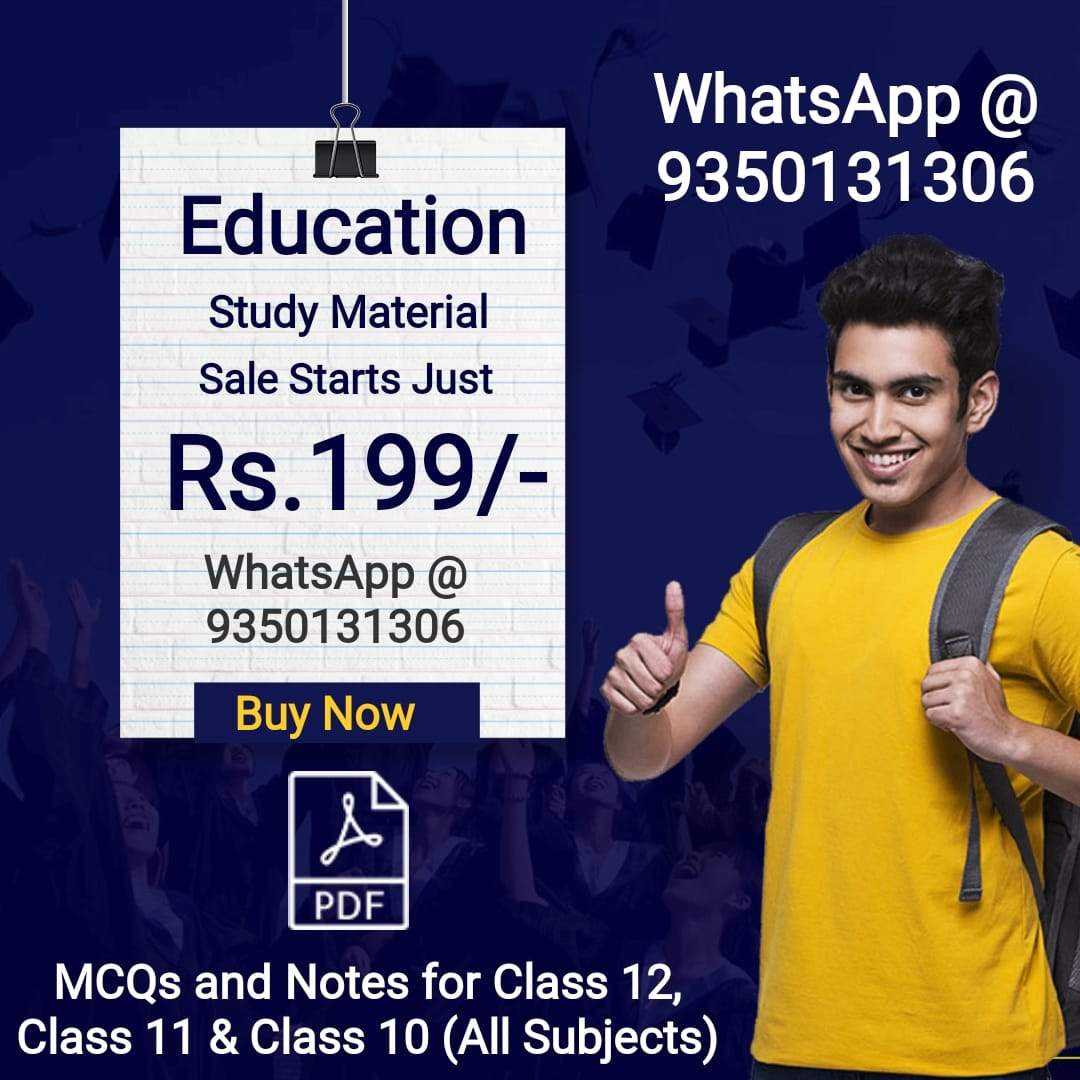 WhatsApp @
9350131306
Education
Study Material
Sale Starts Just
Rs.199/-
WhatsApp @
9350131306
Buy Now
PDF
MCQs and Notes for Class 12,
Class 11 & Class 10 (All Subjects)